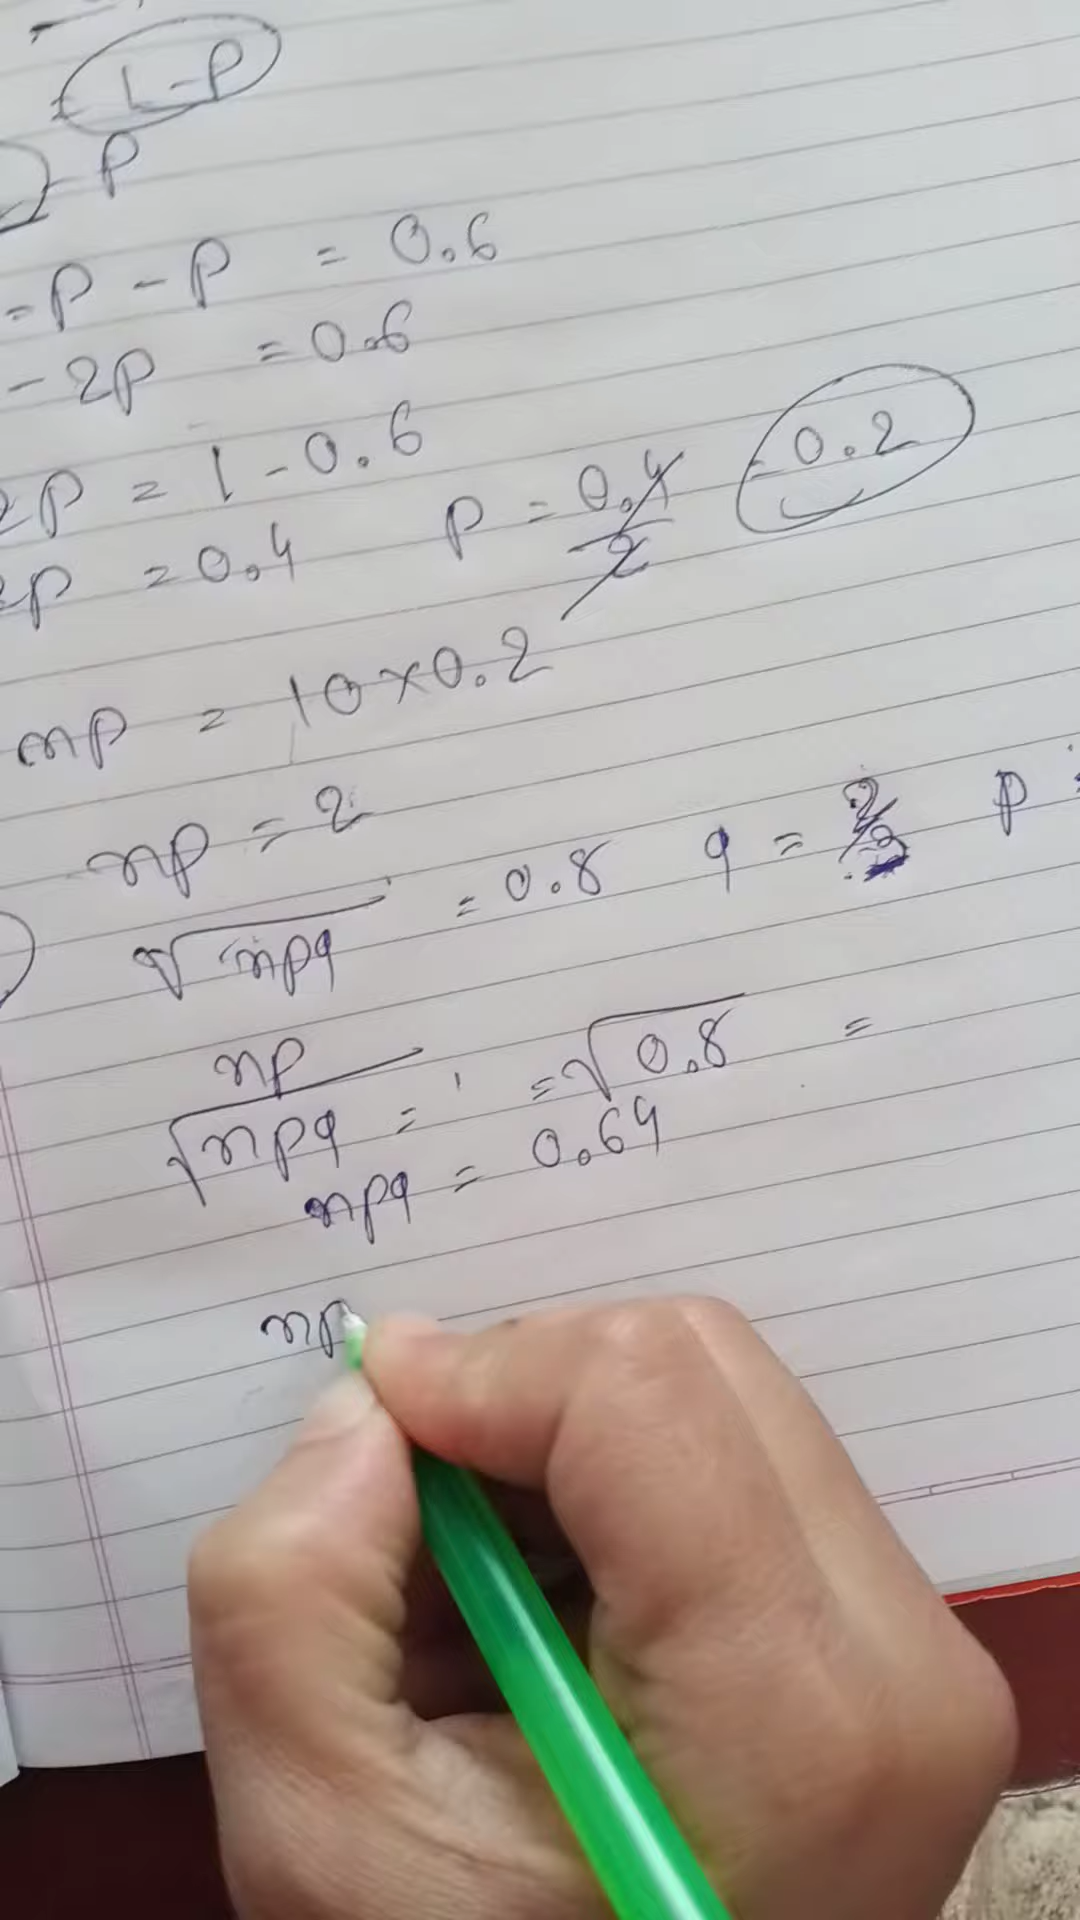 = 1-P
- P
= P - P = 0.6
- 2P = 0.6
2P = 1 - 0.6
2P = 0.4 P = 0.4/2 = 0.2
mp = 10 × 0.2
np = 2
√npq = 0.8 q = P =
np
√npq = = √0.8 =
npq = 0.64
np